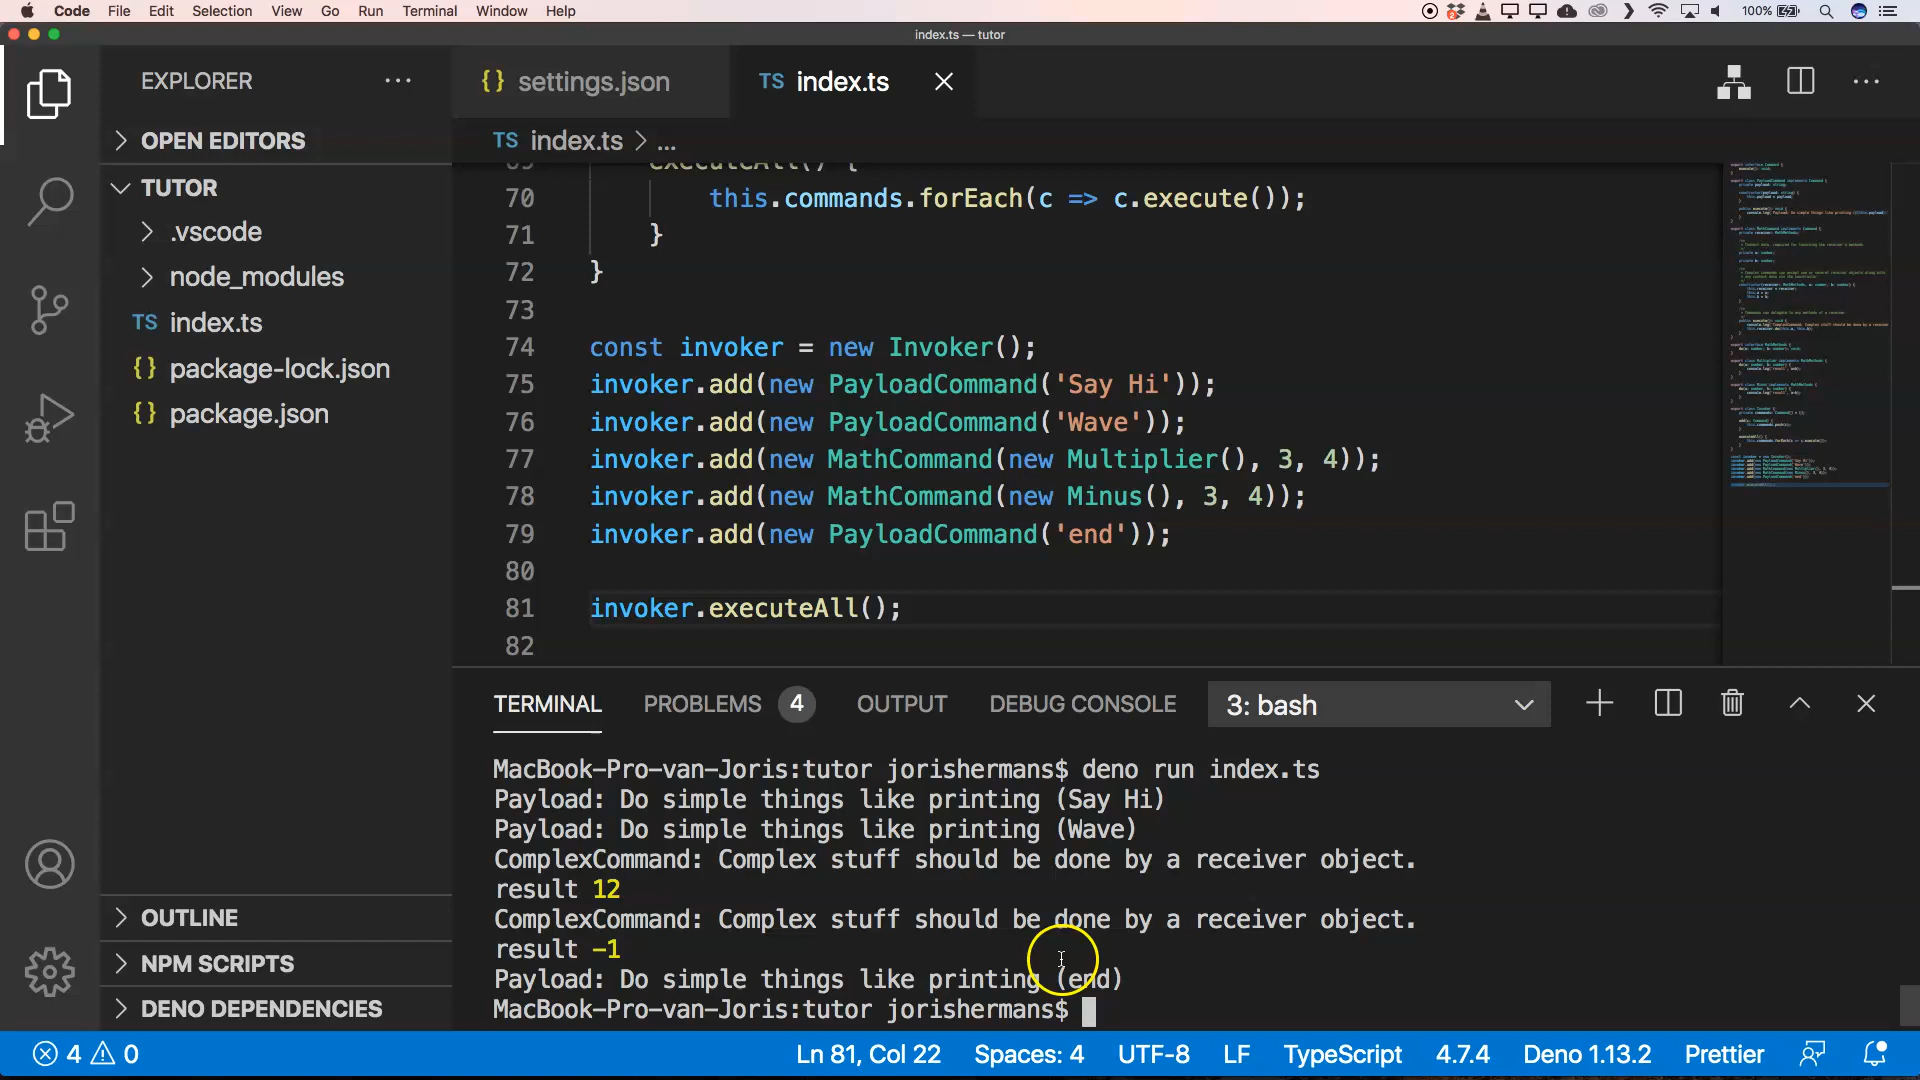 Code File Edit Selection View Go Run Terminal Window Help 100%
index.ts — tutor
EXPLORER
OPEN EDITORS
TUTOR
.vscode
node_modules
TS index.ts
{} package-lock.json
{} package.json
OUTLINE
NPM SCRIPTS
DENO DEPENDENCIES
{} settings.json
TS index.ts
TS index.ts > ...
69 executeAll() {
70 this.commands.forEach(c => c.execute());
71 }
72 }
73
74 const invoker = new Invoker();
75 invoker.add(new PayloadCommand('Say Hi'));
76 invoker.add(new PayloadCommand('Wave'));
77 invoker.add(new MathCommand(new Multiplier(), 3, 4));
78 invoker.add(new MathCommand(new Minus(), 3, 4));
79 invoker.add(new PayloadCommand('end'));
80
81 invoker.executeAll();
82
TERMINAL PROBLEMS 4 OUTPUT DEBUG CONSOLE 3: bash
MacBook-Pro-van-Joris:tutor jorishermans$ deno run index.ts
Payload: Do simple things like printing (Say Hi)
Payload: Do simple things like printing (Wave)
ComplexCommand: Complex stuff should be done by a receiver object.
result 12
ComplexCommand: Complex stuff should be done by a receiver object.
result -1
Payload: Do simple things like printing (end)
MacBook-Pro-van-Joris:tutor jorishermans$
4 0 Ln 81, Col 22 Spaces: 4 UTF-8 LF TypeScript 4.7.4 Deno 1.13.2 Prettier